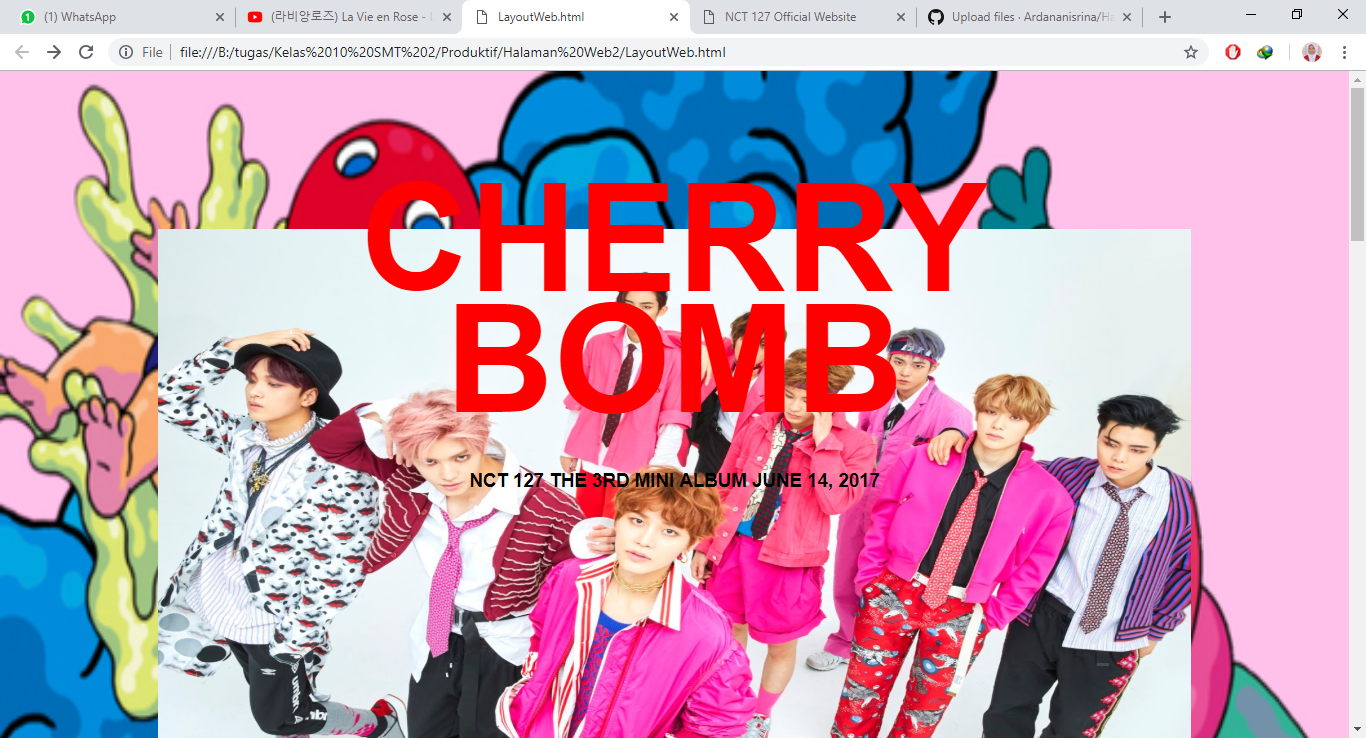 (1) WhatsApp
(라비앙로즈) La Vie en Rose -
LayoutWeb.html
NCT 127 Official Website
Upload files · Ardananisrina/Ha
File
file:///B:/tugas/Kelas%2010%20SMT%202/Produktif/Halaman%20Web2/LayoutWeb.html
CHERRY
BOMB
NCT 127 THE 3RD MINI ALBUM JUNE 14, 2017
umbro